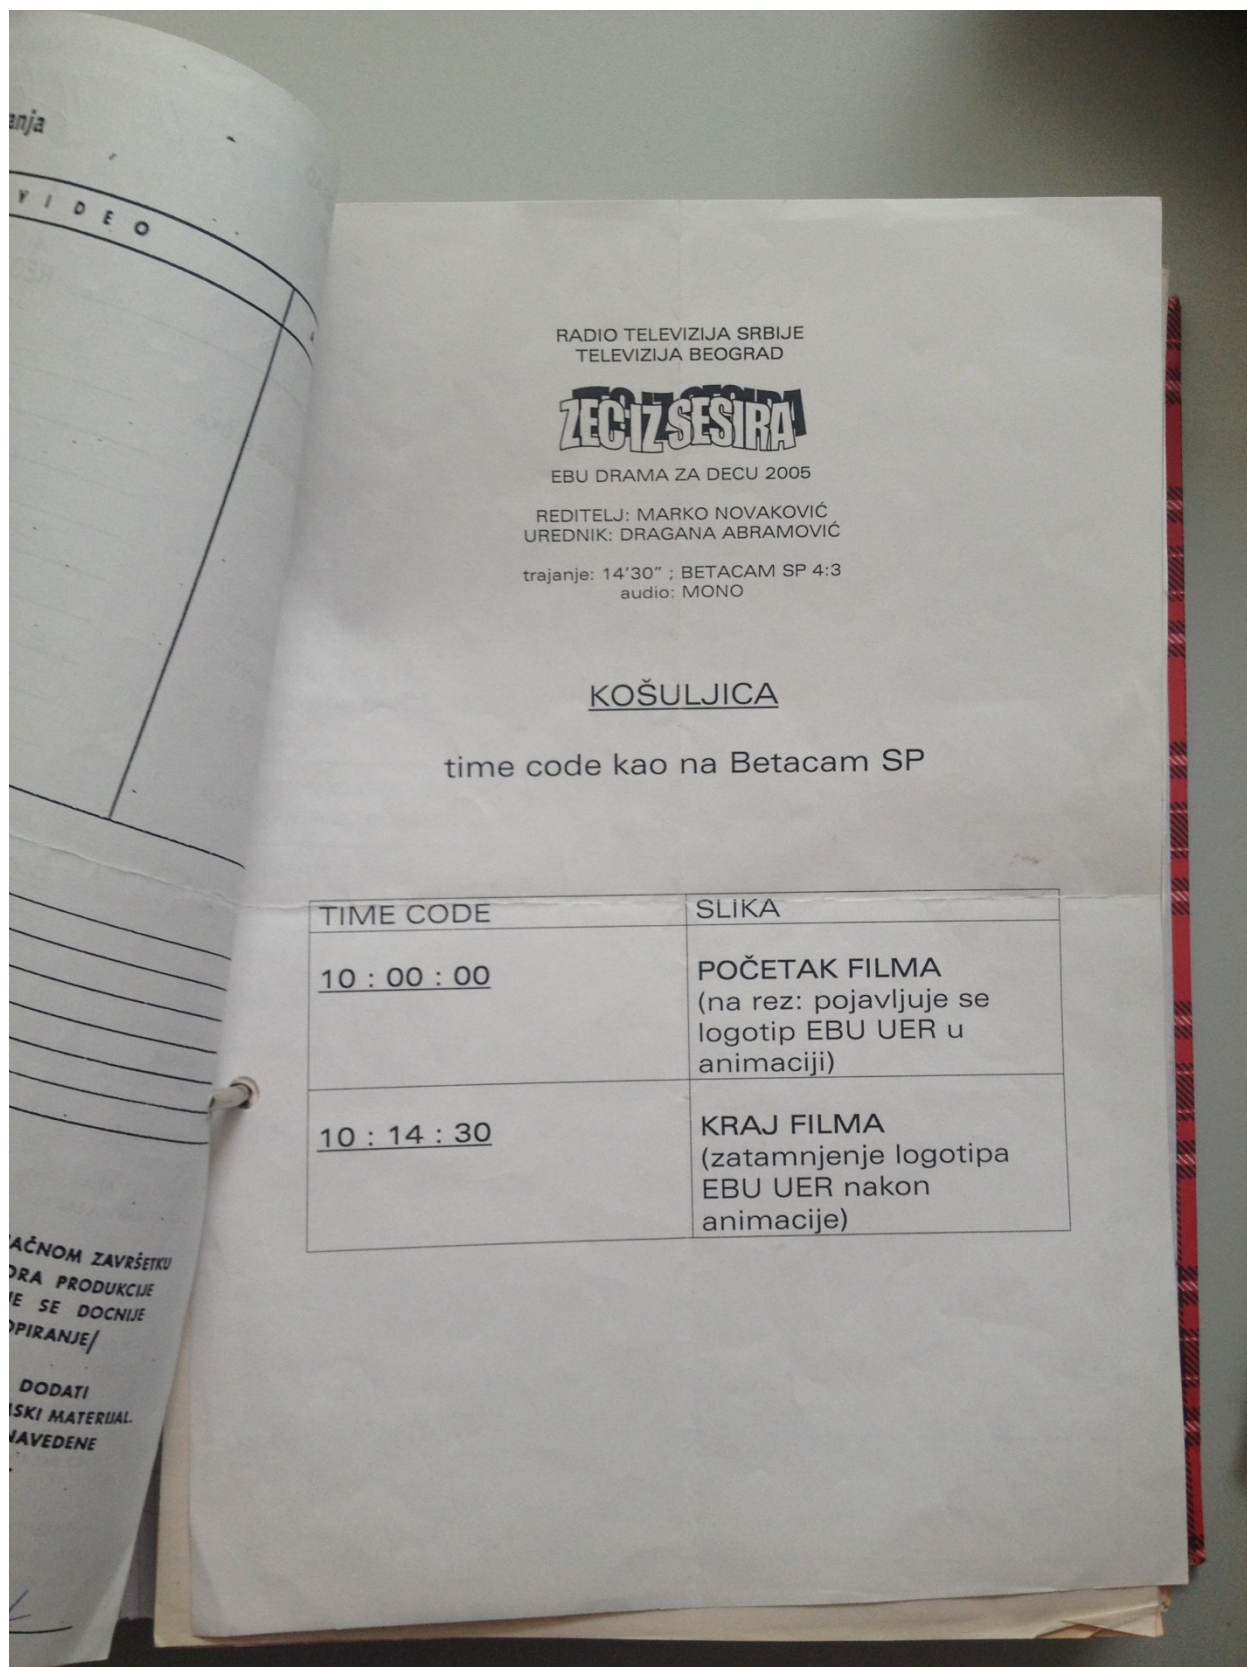 anja
VIDEO
AČNOM ZAVRŠETKU
ORA PRODUKCIJE
JE SE DOCNIJE
OPIRANJE/
DODATI
SKI MATERIJAL.
NAVEDENE
RADIO TELEVIZIJA SRBIJE
TELEVIZIJA BEOGRAD
ZEC IZ ŠEŠIRA
EBU DRAMA ZA DECU 2005
REDITELJ: MARKO NOVAKOVIĆ
UREDNIK: DRAGANA ABRAMOVIĆ
trajanje: 14’30” ; BETACAM SP 4:3
audio: MONO
KOŠULJICA
time code kao na Betacam SP
TIME CODE
SLIKA
10 : 00 : 00
POČETAK FILMA
(na rez: pojavljuje se
logotip EBU UER u
animaciji)
10 : 14 : 30
KRAJ FILMA
(zatamnjenje logotipa
EBU UER nakon
animacije)